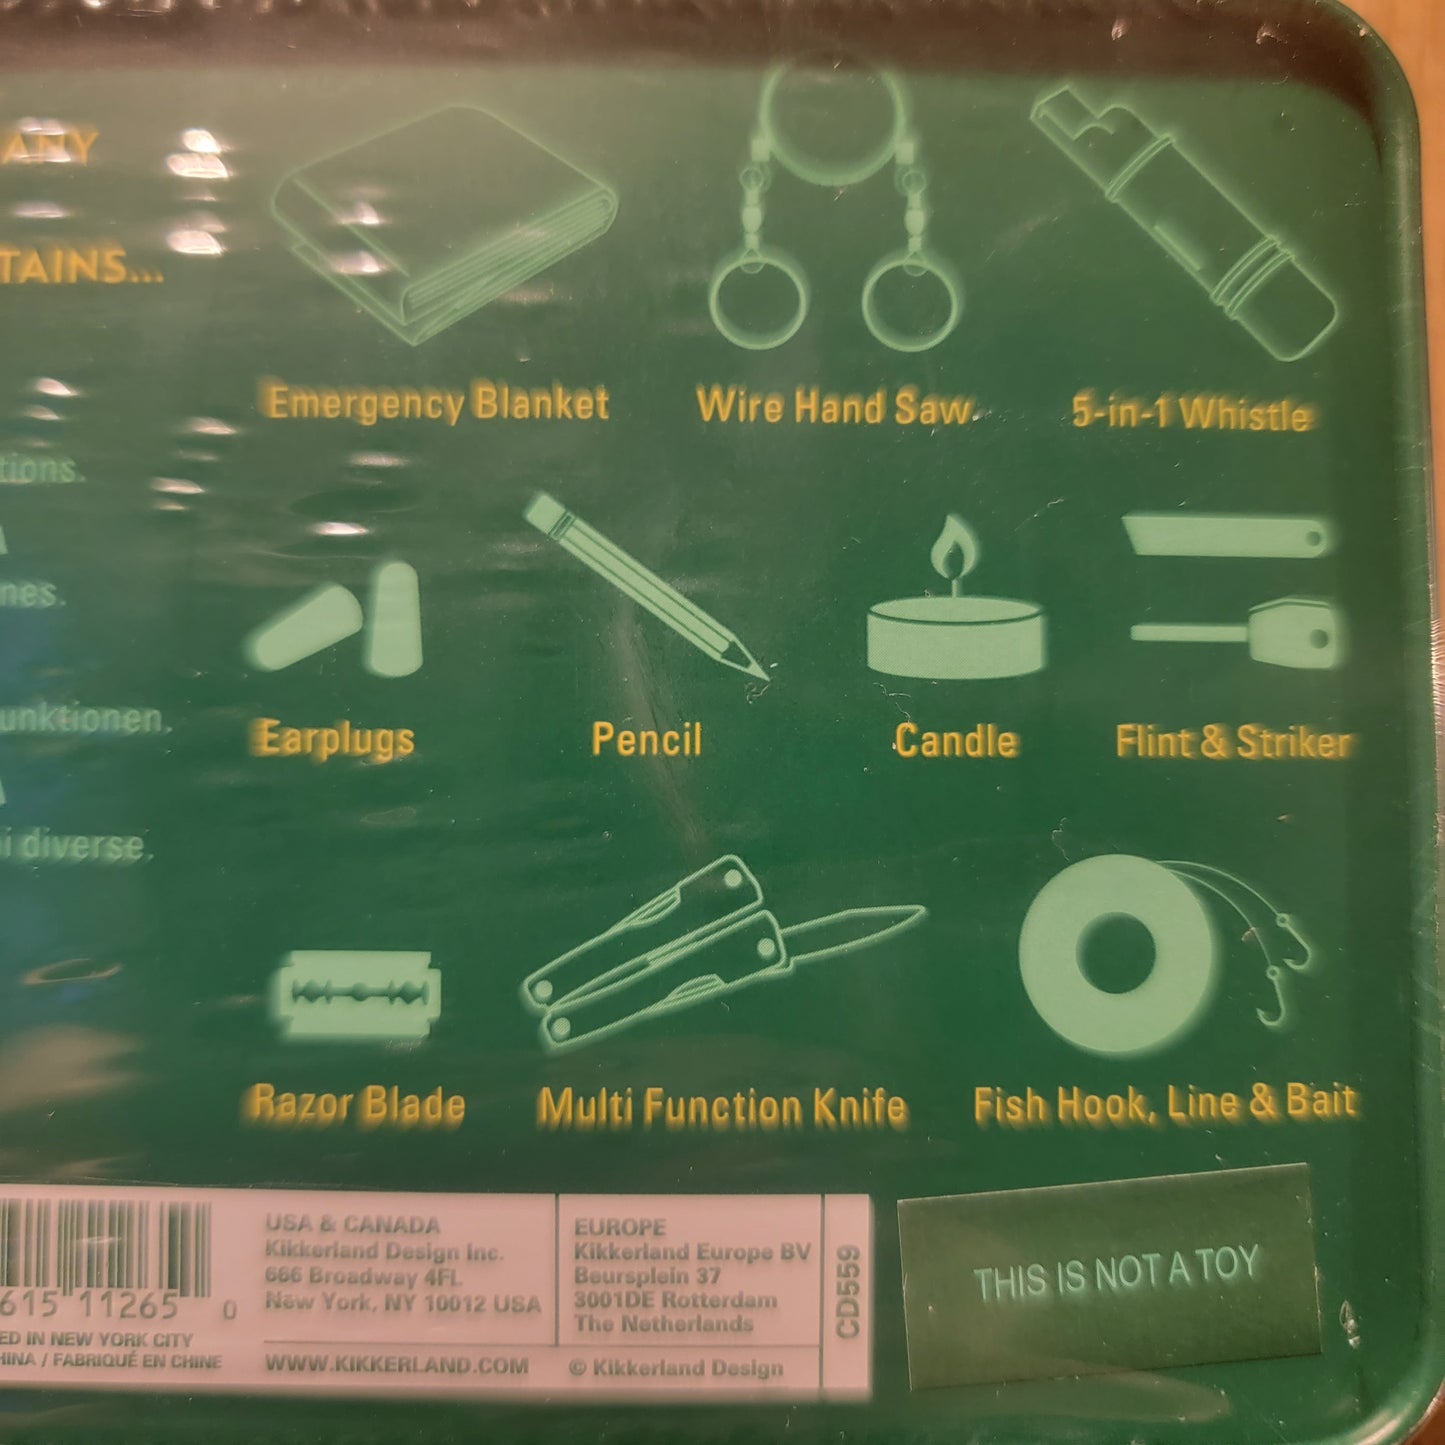 ANY
TAINS...
Emergency Blanket
Wire Hand Saw
5-in-1 Whistle
tions.
A
nes.
unktionen.
A
i diverse.
Earplugs
Pencil
Candle
Flint & Striker
Razor Blade
Multi Function Knife
Fish Hook, Line & Bait
615 11265 0
ED IN NEW YORK CITY
HINA / FABRIQUÉ EN CHINE
USA & CANADA
Kikkerland Design Inc.
666 Broadway 4FL
New York, NY 10012 USA
WWW.KIKKERLAND.COM
EUROPE
Kikkerland Europe BV
Beursplein 37
3001DE Rotterdam
The Netherlands
© Kikkerland Design
CD559
THIS IS NOT A TOY